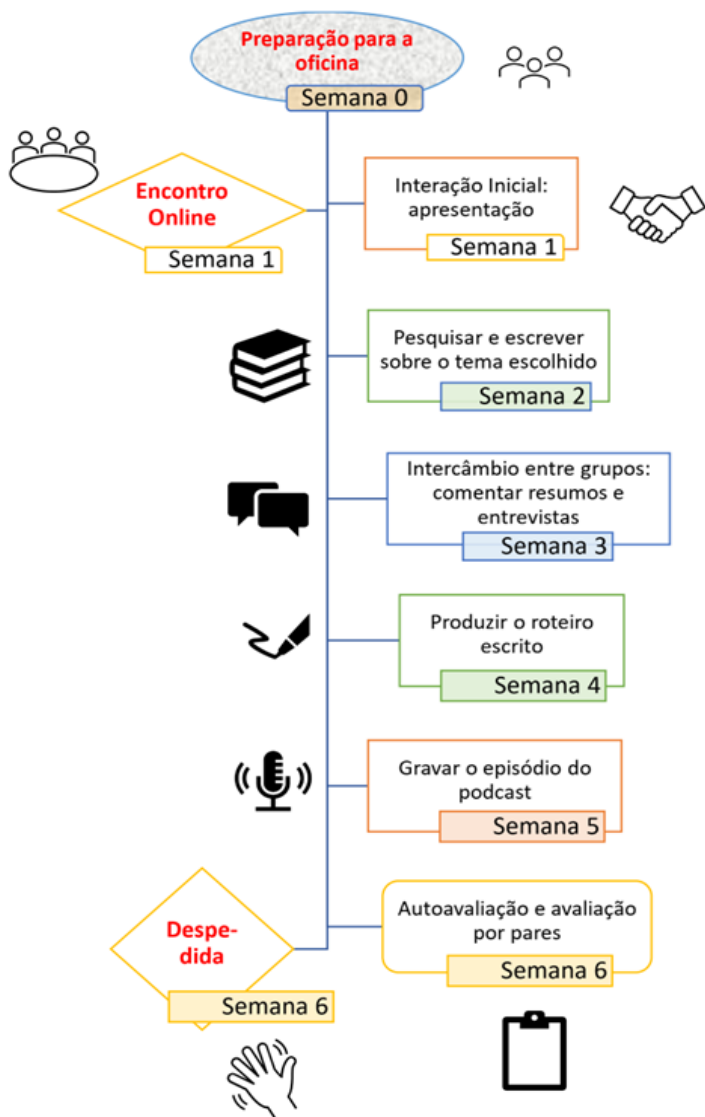 Preparação para a
oficina
Semana 0
Encontro
Online
Semana 1
Interação Inicial:
apresentação
Semana 1
Pesquisar e escrever
sobre o tema escolhido
Semana 2
Intercâmbio entre grupos:
comentar resumos e
entrevistas
Semana 3
Produzir o roteiro
escrito
Semana 4
Gravar o episódio do
podcast
Semana 5
Despe-
dida
Semana 6
Autoavaliação e avaliação
por pares
Semana 6